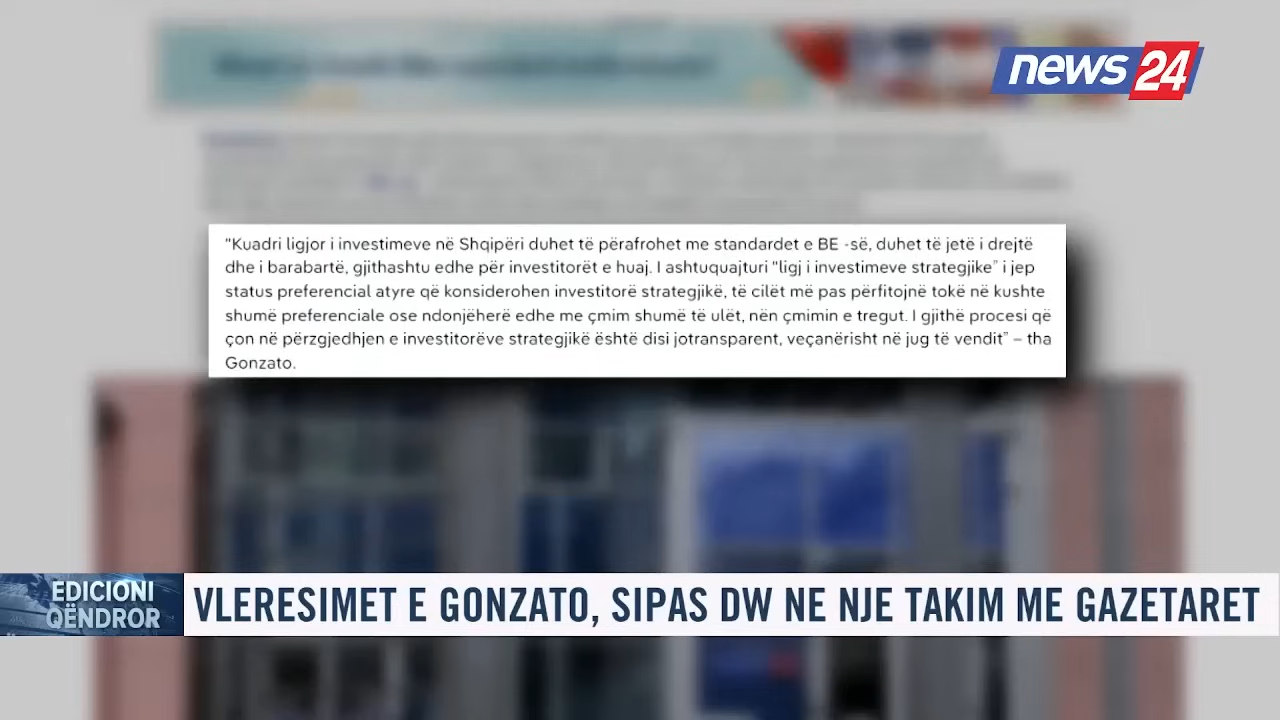 news 24
"Kuadri ligjor i investimeve në Shqipëri duhet të përafrohet me standardet e BE -së, duhet të jetë i drejtë
dhe i barabartë, gjithashtu edhe për investitorët e huaj. I ashtuquajturi "ligj i investimeve strategjike" i jep
status preferencial atyre që konsiderohen investitorë strategjikë, të cilët më pas përfitojnë tokë në kushte
shumë preferenciale ose ndonjëherë edhe me çmim shumë të ulët, nën çmimin e tregut. I gjithë procesi që
çon në përzgjedhjen e investitorëve strategjikë është disi jotransparent, veçanërisht në jug të vendit" – tha
Gonzato.
EDICIONI
QËNDROR
VLERESIMET E GONZATO, SIPAS DW NE NJE TAKIM ME GAZETARET